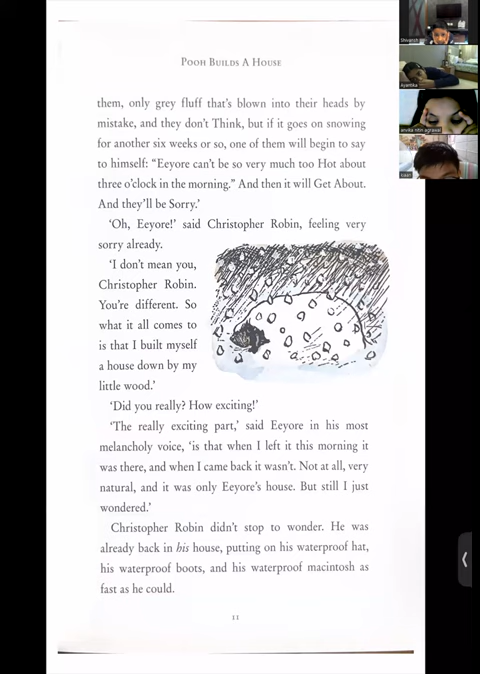 POOH BUILDS A HOUSE
them, only grey fluff that's blown into their heads by
mistake, and they don't Think, but if it goes on snowing
for another six weeks or so, one of them will begin to say
to himself: “Eeyore can't be so very much too Hot about
three o'clock in the morning.” And then it will Get About.
And they'll be Sorry.’
‘Oh, Eeyore!’ said Christopher Robin, feeling very
sorry already.
‘I don't mean you,
Christopher Robin.
You're different. So
what it all comes to
is that I built myself
a house down by my
little wood.’
‘Did you really? How exciting!’
‘The really exciting part,’ said Eeyore in his most
melancholy voice, ‘is that when I left it this morning it
was there, and when I came back it wasn't. Not at all, very
natural, and it was only Eeyore's house. But still I just
wondered.’
Christopher Robin didn't stop to wonder. He was
already back in his house, putting on his waterproof hat,
his waterproof boots, and his waterproof macintosh as
fast as he could.
11
Shivansh
Ayantika
anvika nitin agrawal